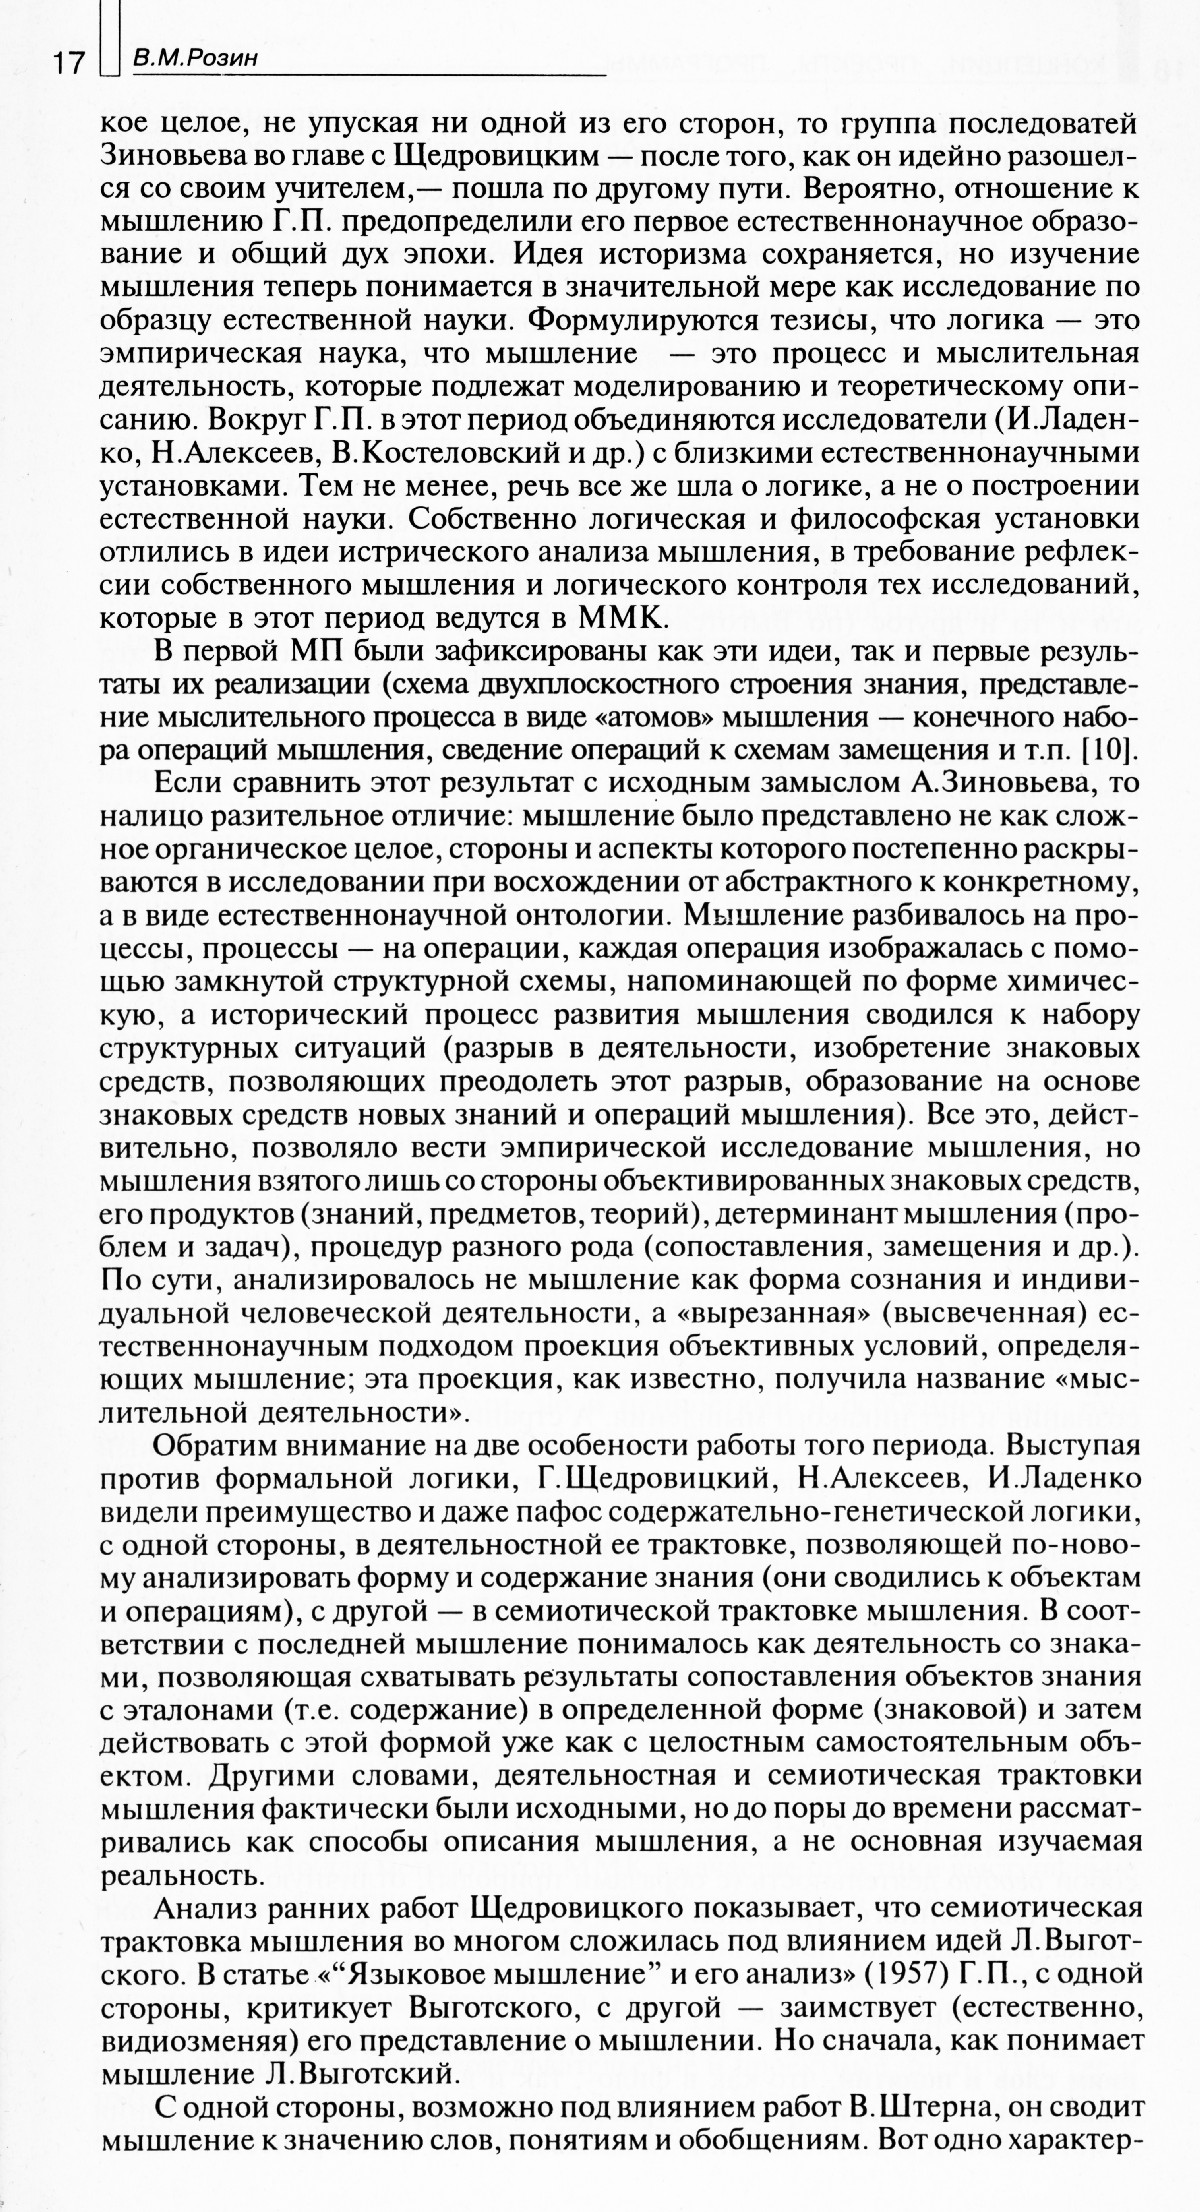 17 В.М.Розин
кое целое, не упуская ни одной из его сторон, то группа последоватей
Зиновьева во главе с Щедровицким — после того, как он идейно разошел-
ся со своим учителем,— пошла по другому пути. Вероятно, отношение к
мышлению Г.П. предопределили его первое естественнонаучное образо-
вание и общий дух эпохи. Идея историзма сохраняется, но изучение
мышления теперь понимается в значительной мере как исследование по
образцу естественной науки. Формулируются тезисы, что логика — это
эмпирическая наука, что мышление — это процесс и мыслительная
деятельность, которые подлежат моделированию и теоретическому опи-
санию. Вокруг Г.П. в этот период объединяются исследователи (И.Ладен-
ко, Н.Алексеев, В.Костеловский и др.) с близкими естественнонаучными
установками. Тем не менее, речь все же шла о логике, а не о построении
естественной науки. Собственно логическая и философская установки
отлились в идеи истрического анализа мышления, в требование рефлек-
сии собственного мышления и логического контроля тех исследований,
которые в этот период ведутся в ММК.
В первой МП были зафиксированы как эти идеи, так и первые резуль-
таты их реализации (схема двухплоскостного строения знания, представле-
ние мыслительного процесса в виде «атомов» мышления — конечного набо-
ра операций мышления, сведение операций к схемам замещения и т.п. [10].
Если сравнить этот результат с исходным замыслом А.Зиновьева, то
налицо разительное отличие: мышление было представлено не как слож-
ное органическое целое, стороны и аспекты которого постепенно раскры-
ваются в исследовании при восхождении от абстрактного к конкретному,
а в виде естественнонаучной онтологии. Мышление разбивалось на про-
цессы, процессы — на операции, каждая операция изображалась с помо-
щью замкнутой структурной схемы, напоминающей по форме химичес-
кую, а исторический процесс развития мышления сводился к набору
структурных ситуаций (разрыв в деятельности, изобретение знаковых
средств, позволяющих преодолеть этот разрыв, образование на основе
знаковых средств новых знаний и операций мышления). Все это, дейст-
вительно, позволяло вести эмпирической исследование мышления, но
мышления взятого лишь со стороны объективированных знаковых средств,
его продуктов (знаний, предметов, теорий), детерминант мышления (про-
блем и задач), процедур разного рода (сопоставления, замещения и др.).
По сути, анализировалось не мышление как форма сознания и индиви-
дуальной человеческой деятельности, а «вырезанная» (высвеченная) ес-
тественнонаучным подходом проекция объективных условий, определя-
ющих мышление; эта проекция, как известно, получила название «мыс-
лительной деятельности».
Обратим внимание на две особености работы того периода. Выступая
против формальной логики, Г.Щедровицкий, Н.Алексеев, И.Ладенко
видели преимущество и даже пафос содержательно-генетической логики,
с одной стороны, в деятельностной ее трактовке, позволяющей по-ново-
му анализировать форму и содержание знания (они сводились к объектам
и операциям), с другой — в семиотической трактовке мышления. В соот-
ветствии с последней мышление понималось как деятельность со знака-
ми, позволяющая схватывать результаты сопоставления объектов знания
с эталонами (т.е. содержание) в определенной форме (знаковой) и затем
действовать с этой формой уже как с целостным самостоятельным объ-
ектом. Другими словами, деятельностная и семиотическая трактовки
мышления фактически были исходными, но до поры до времени рассмат-
ривались как способы описания мышления, а не основная изучаемая
реальность.
Анализ ранних работ Щедровицкого показывает, что семиотическая
трактовка мышления во многом сложилась под влиянием идей Л.Выгот-
ского. В статье «“Языковое мышление” и его анализ» (1957) Г.П., с одной
стороны, критикует Выготского, с другой — заимствует (естественно,
видиозменяя) его представление о мышлении. Но сначала, как понимает
мышление Л.Выготский.
С одной стороны, возможно под влиянием работ В.Штерна, он сводит
мышление к значению слов, понятиям и обобщениям. Вот одно характер-